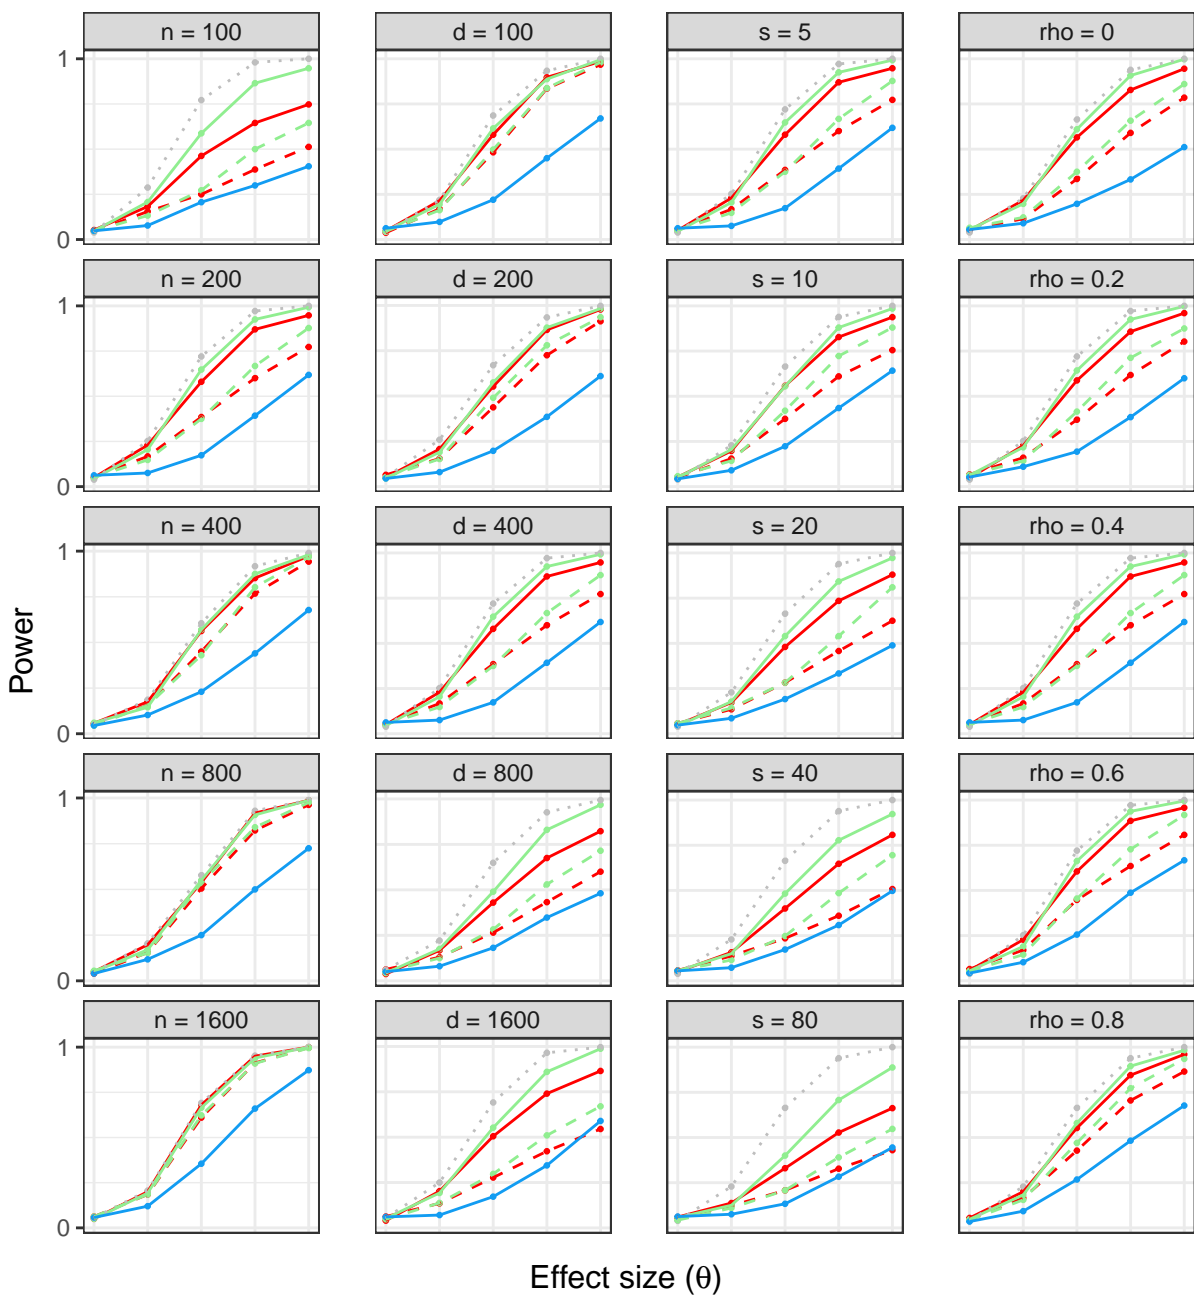 n = 100
d = 100
s = 5
rho = 0
1
0
n = 200
d = 200
s = 10
rho = 0.2
1
0
n = 400
d = 400
s = 20
rho = 0.4
1
0
n = 800
d = 800
s = 40
rho = 0.6
1
0
n = 1600
d = 1600
s = 80
rho = 0.8
1
0
Power
Effect size (θ)